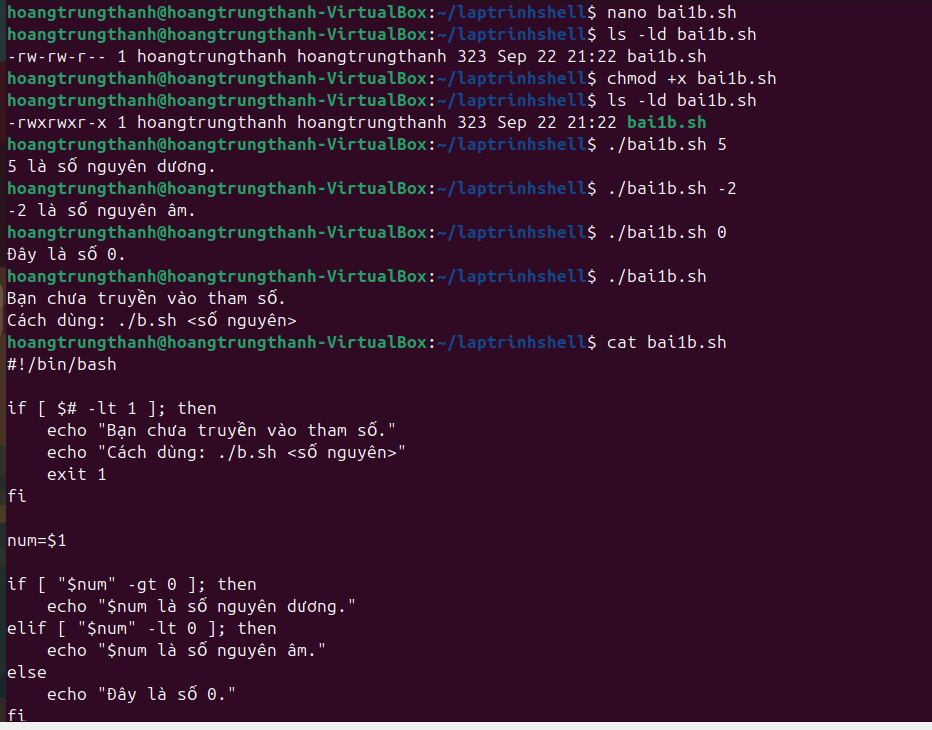 hoangtrungthanh@hoangtrungthanh-VirtualBox:~/laptrinhshell$ nano bai1b.sh
hoangtrungthanh@hoangtrungthanh-VirtualBox:~/laptrinhshell$ ls -ld bai1b.sh
-rw-rw-r-- 1 hoangtrungthanh hoangtrungthanh 323 Sep 22 21:22 bai1b.sh
hoangtrungthanh@hoangtrungthanh-VirtualBox:~/laptrinhshell$ chmod +x bai1b.sh
hoangtrungthanh@hoangtrungthanh-VirtualBox:~/laptrinhshell$ ls -ld bai1b.sh
-rwxrwxr-x 1 hoangtrungthanh hoangtrungthanh 323 Sep 22 21:22 bai1b.sh
hoangtrungthanh@hoangtrungthanh-VirtualBox:~/laptrinhshell$ ./bai1b.sh 5
5 là số nguyên dương.
hoangtrungthanh@hoangtrungthanh-VirtualBox:~/laptrinhshell$ ./bai1b.sh -2
-2 là số nguyên âm.
hoangtrungthanh@hoangtrungthanh-VirtualBox:~/laptrinhshell$ ./bai1b.sh 0
Đây là số 0.
hoangtrungthanh@hoangtrungthanh-VirtualBox:~/laptrinhshell$ ./bai1b.sh
Bạn chưa truyền vào tham số.
Cách dùng: ./b.sh <số nguyên>
hoangtrungthanh@hoangtrungthanh-VirtualBox:~/laptrinhshell$ cat bai1b.sh
#!/bin/bash

if [ $# -lt 1 ]; then
    echo "Bạn chưa truyền vào tham số."
    echo "Cách dùng: ./b.sh <số nguyên>"
    exit 1
fi

num=$1

if [ "$num" -gt 0 ]; then
    echo "$num là số nguyên dương."
elif [ "$num" -lt 0 ]; then
    echo "$num là số nguyên âm."
else
    echo "Đây là số 0."
fi